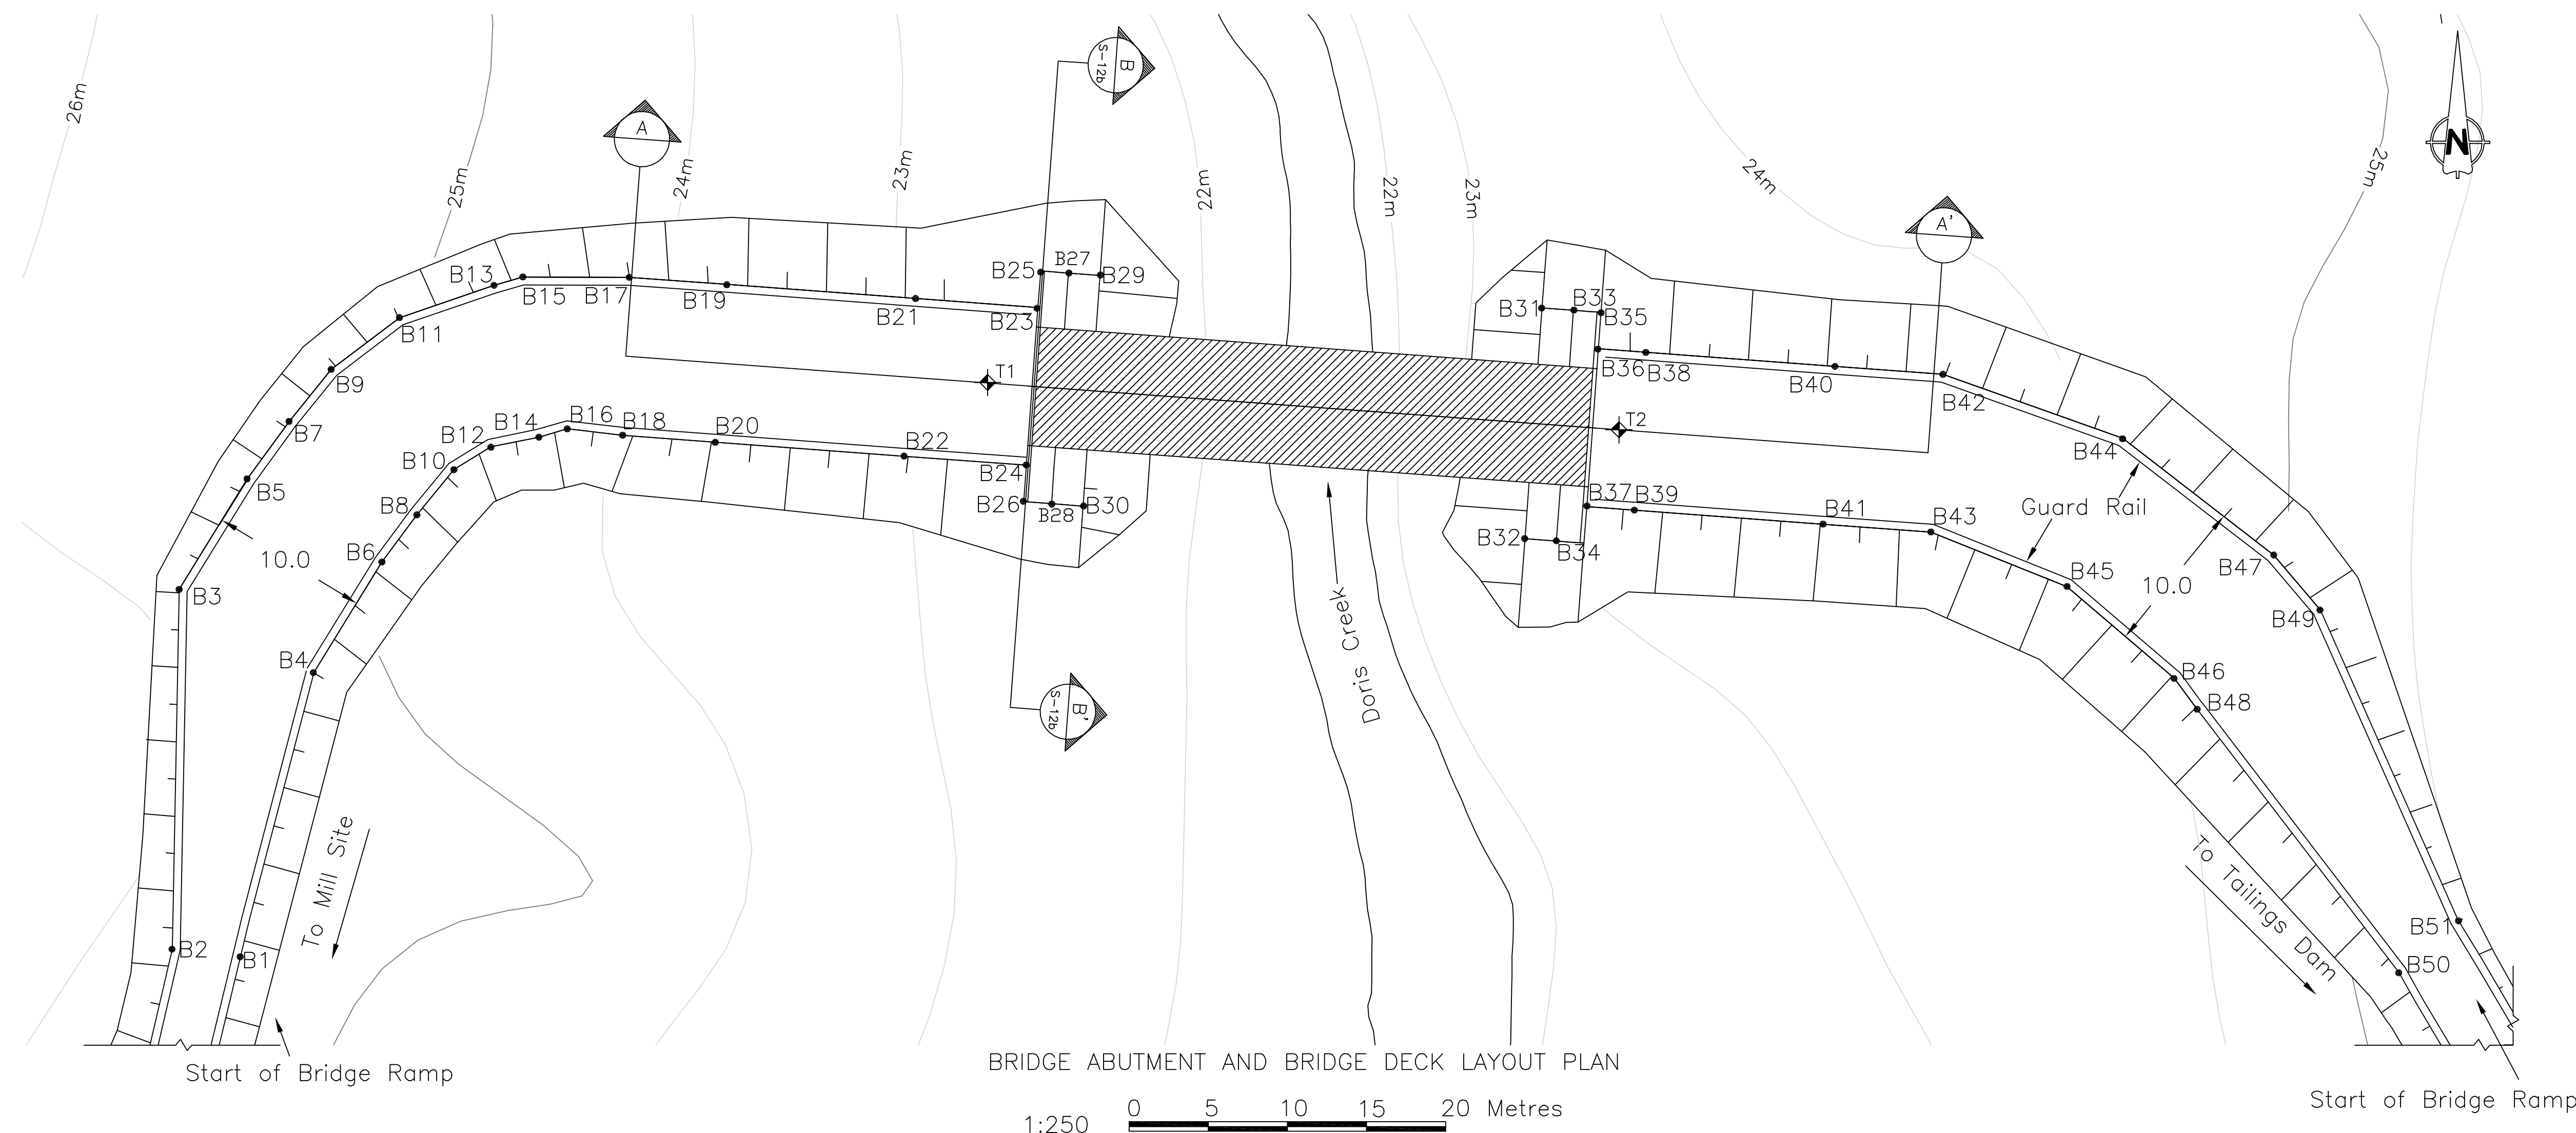 26m
25m
24m
23m
22m
22m
23m
24m
25m
N
A
B
S-12b
A'
B13
B15
B17
B19
B21
B23
B25
B27
B29
B31
B33
B35
B36
B38
B40
B42
B44
B11
B9
B7
B5
B3
T1
T2
B12
B14
B16
B18
B20
B22
B24
B26
B28
B30
B32
B34
B37
B39
B41
B43
B45
B46
B47
B48
B49
B10
B8
B6
B4
10.0
10.0
Guard Rail
Doris Creek
B'
S-12b
B2
B1
B50
B51
To Mill Site
To Tailings Dam
Start of Bridge Ramp
Start of Bridge Ramp
BRIDGE ABUTMENT AND BRIDGE DECK LAYOUT PLAN
1:250
0 5 10 15 20 Metres